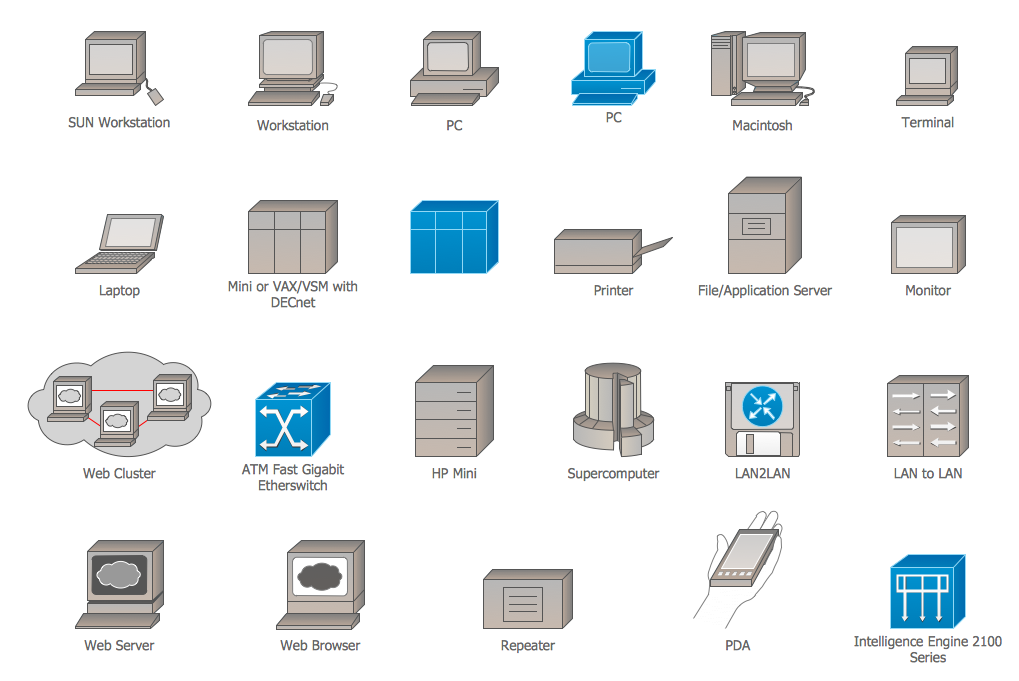 SUN Workstation
Workstation
PC
PC
Macintosh
Terminal
Laptop
Mini or VAX/VSM with
DECnet
Printer
File/Application Server
Monitor
Web Cluster
ATM Fast Gigabit
Etherswitch
HP Mini
Supercomputer
LAN2LAN
LAN to LAN
Web Server
Web Browser
Repeater
PDA
Intelligence Engine 2100
Series